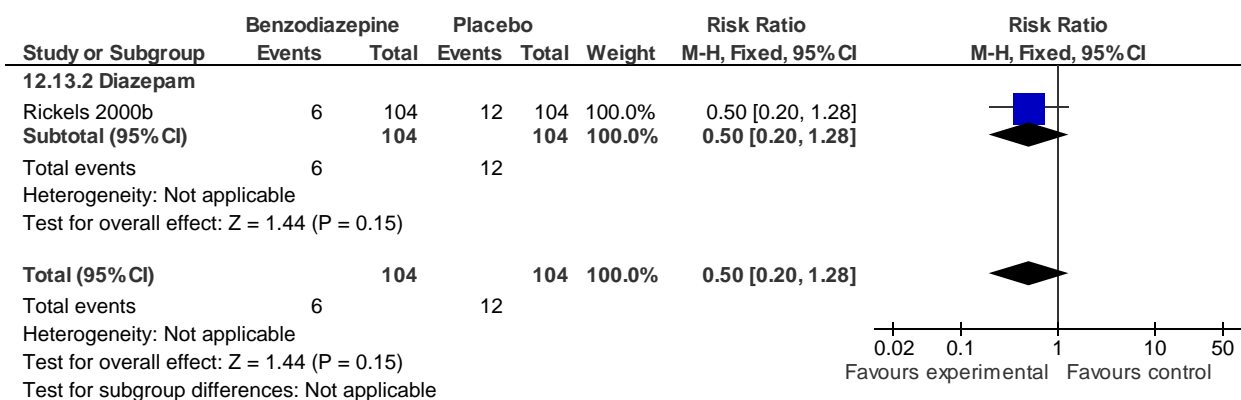 Benzodiazepine Placebo Risk Ratio Risk Ratio
Study or Subgroup Events Total Events Total Weight M-H, Fixed, 95% CI M-H, Fixed, 95% CI
12.13.2 Diazepam
Rickels 2000b 6 104 12 104 100.0% 0.50 [0.20, 1.28]
Subtotal (95% CI) 104 104 100.0% 0.50 [0.20, 1.28]
Total events 6 12
Heterogeneity: Not applicable
Test for overall effect: Z = 1.44 (P = 0.15)
Total (95% CI) 104 104 100.0% 0.50 [0.20, 1.28]
Total events 6 12
Heterogeneity: Not applicable
Test for overall effect: Z = 1.44 (P = 0.15)
Test for subgroup differences: Not applicable
0.02 0.1 1 10 50
Favours experimental Favours control